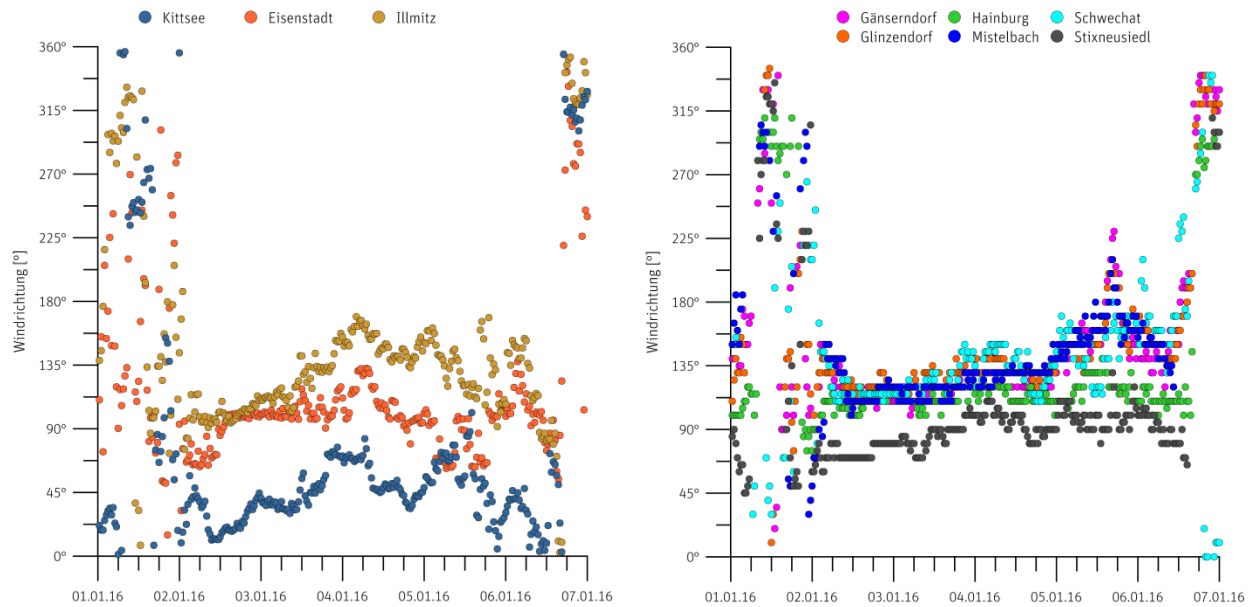 Kittsee Eisenstadt Illmitz
Windrichtung [°]
360°
315°
270°
225°
180°
135°
90°
45°
0°
01.01.16 02.01.16 03.01.16 04.01.16 05.01.16 06.01.16 07.01.16
Gänserndorf Hainburg Schwechat
Glinzendorf Mistelbach Stixneusiedl
Windrichtung [°]
360°
315°
270°
225°
180°
135°
90°
45°
0°
01.01.16 02.01.16 03.01.16 04.01.16 05.01.16 06.01.16 07.01.16